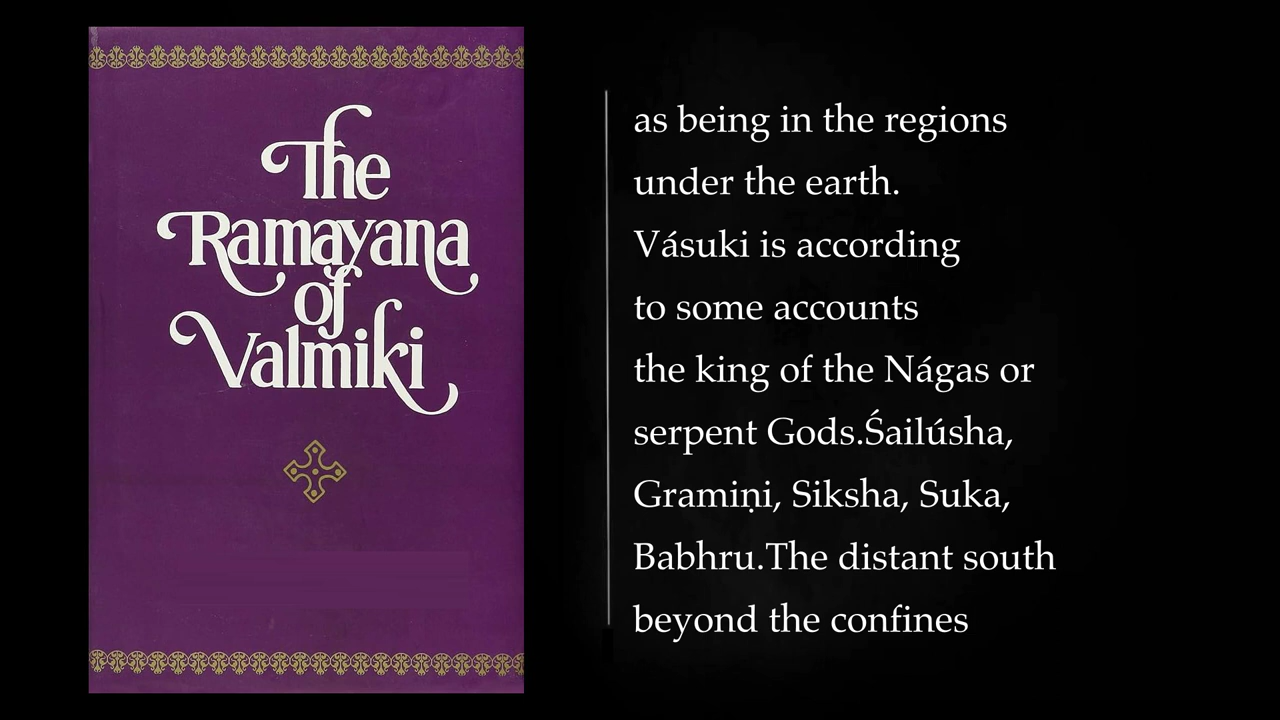 The
Ramayana
of
Valmiki
as being in the regions
under the earth.
Vásuki is according
to some accounts
the king of the Nágas or
serpent Gods.Śailúsha,
Gramiṇi, Siksha, Suka,
Babhru.The distant south
beyond the confines